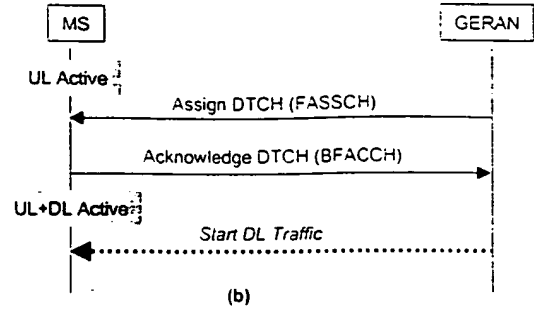 MS GERAN
UL Active
Assign DTCH (FASSCH)
Acknowledge DTCH (BFACCH)
UL+DL Active
Start DL Traffic
(b)